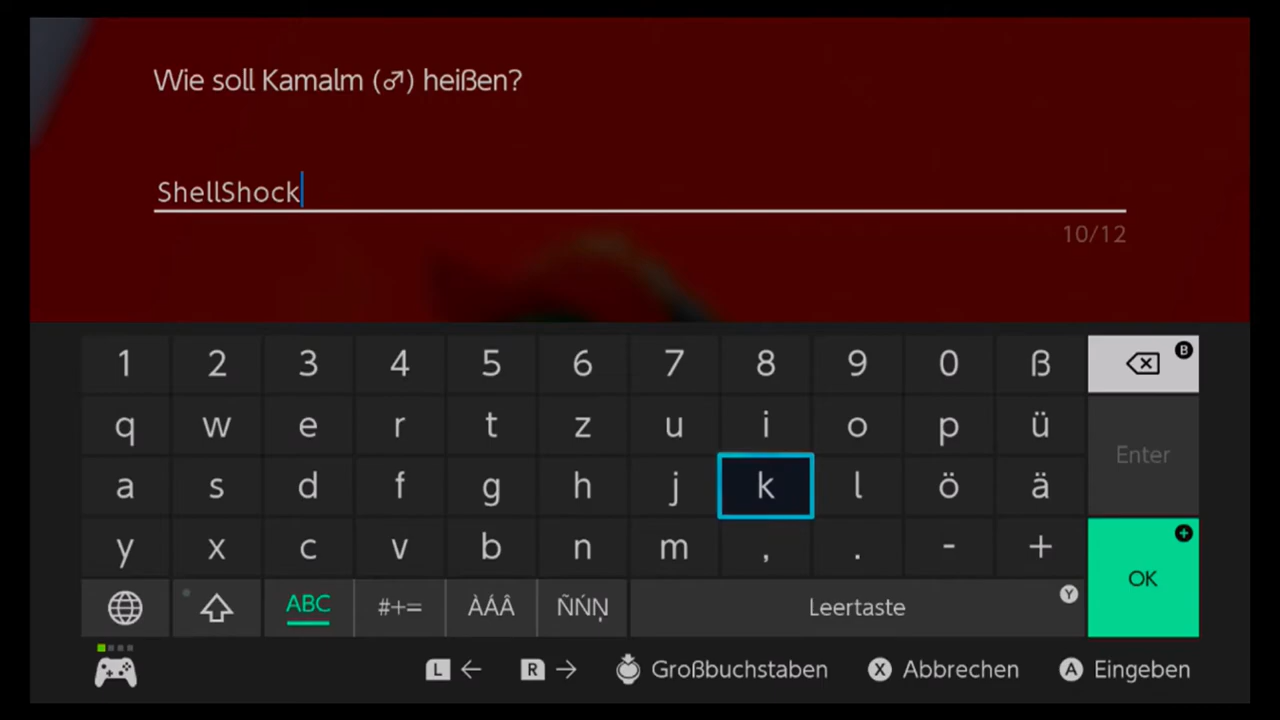 Wie soll Kamalm (♂) heißen?
ShellShock
10/12
1 2 3 4 5 6 7 8 9 0 ß B
q w e r t z u i o p ü Enter
a s d f g h j k l ö ä
y x c v b n m , . - + OK
ABC #+= ÀÁÂ ÑŃŅ Leertaste Y
L ← R → Großbuchstaben X Abbrechen A Eingeben